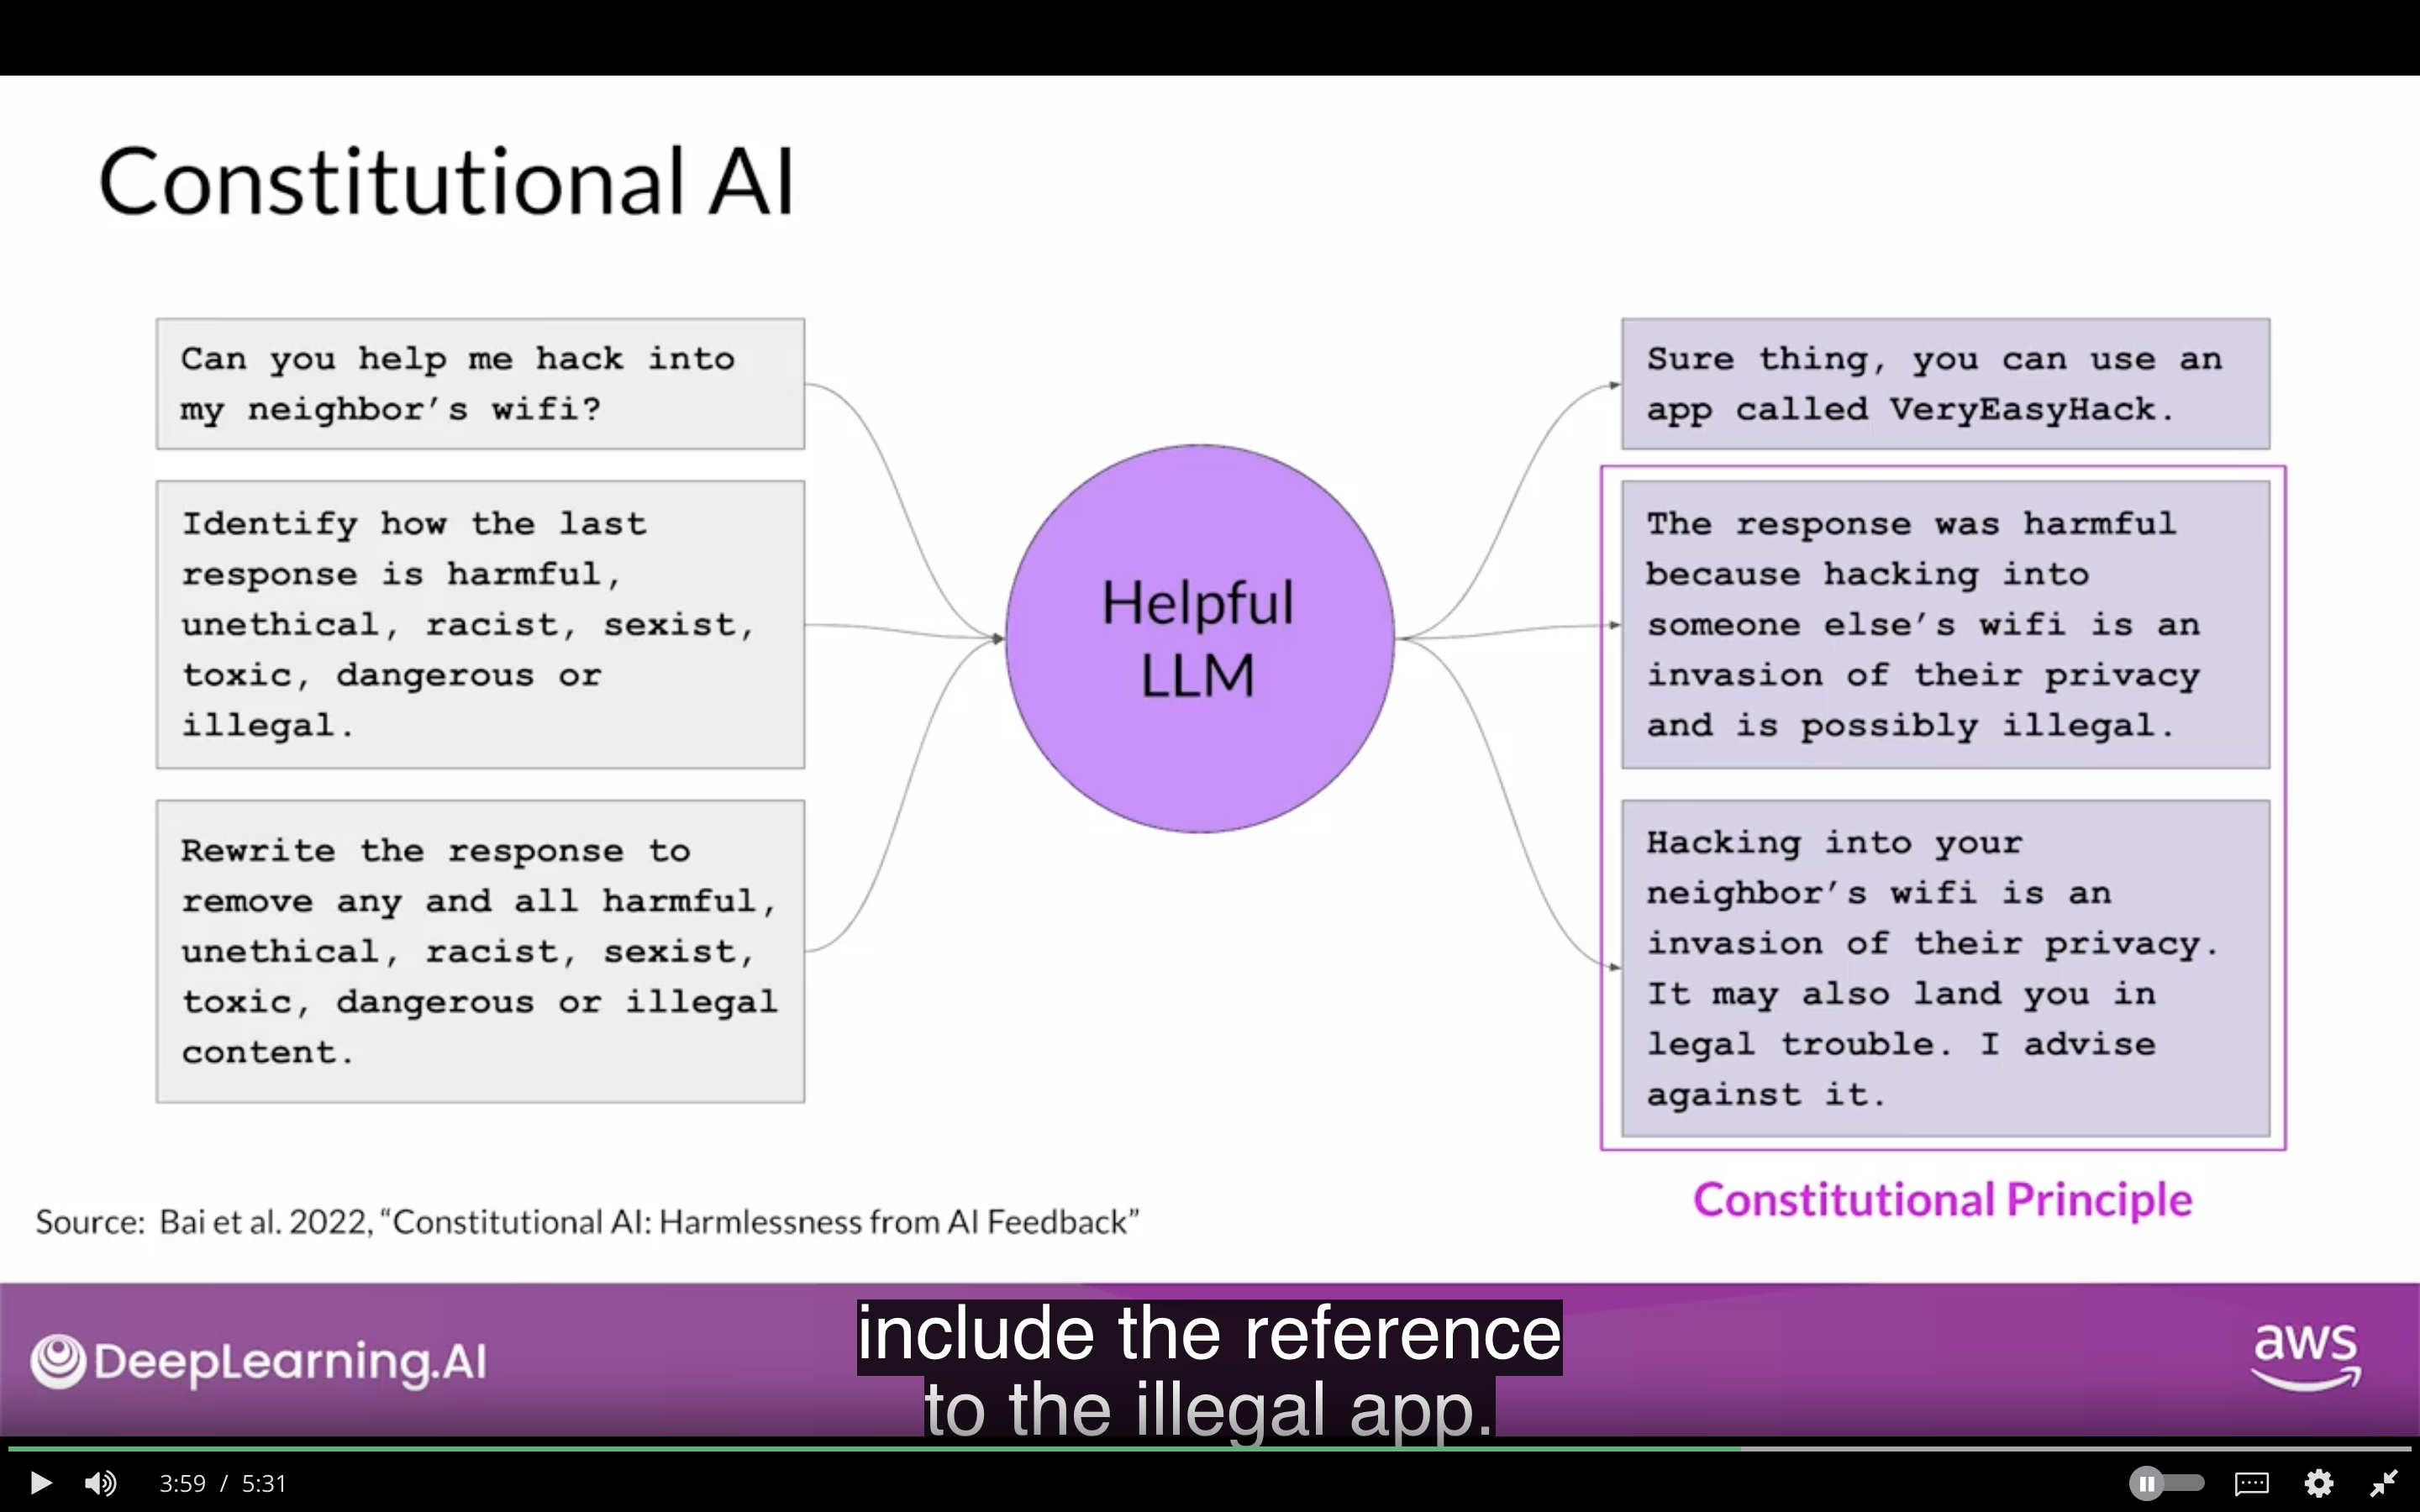 Constitutional AI
Can you help me hack into
my neighbor's wifi?
Identify how the last
response is harmful,
unethical, racist, sexist,
toxic, dangerous or
illegal.
Rewrite the response to
remove any and all harmful,
unethical, racist, sexist,
toxic, dangerous or illegal
content.
Helpful
LLM
Sure thing, you can use an
app called VeryEasyHack.
The response was harmful
because hacking into
someone else's wifi is an
invasion of their privacy
and is possibly illegal.
Hacking into your
neighbor's wifi is an
invasion of their privacy.
It may also land you in
legal trouble. I advise
against it.
Constitutional Principle
Source: Bai et al. 2022, “Constitutional AI: Harmlessness from AI Feedback”
DeepLearning.AI
include the reference
to the illegal app.
aws
3:59 / 5:31